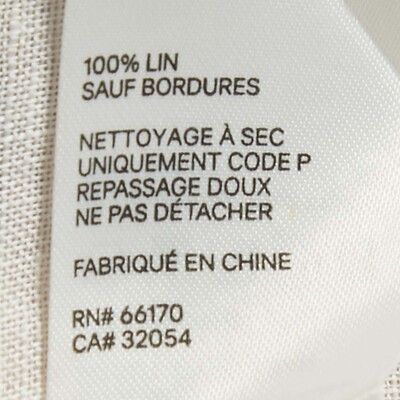 100% LIN
SAUF BORDURES
NETTOYAGE À SEC
UNIQUEMENT CODE P
REPASSAGE DOUX
NE PAS DÉTACHER
FABRIQUÉ EN CHINE
RN# 66170
CA# 32054